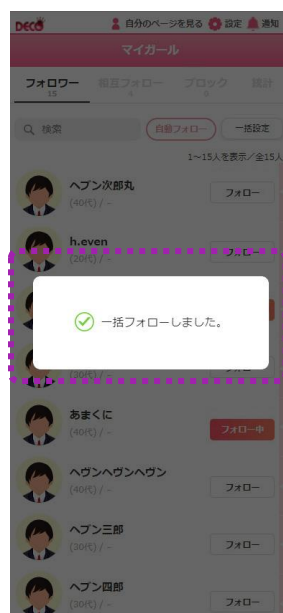 DECO 自分のページを見る 設定 通知
マイガール
フォロワー 相互フォロー ブロック 統計
15
検索 自動フォロー 一括設定
1～15人を表示／全15人
ヘブン次郎丸
(40代) / -
フォロー
h.even
(20代) / -
フォロー
一括フォローしました。
(20代) / -
あまくに
(40代) / -
フォロー中
ヘヴンヘヴンヘヴン
(40代) / -
フォロー
ヘブン三郎
(20代) / -
フォロー
ヘブン四郎
(20代) / -
フォロー